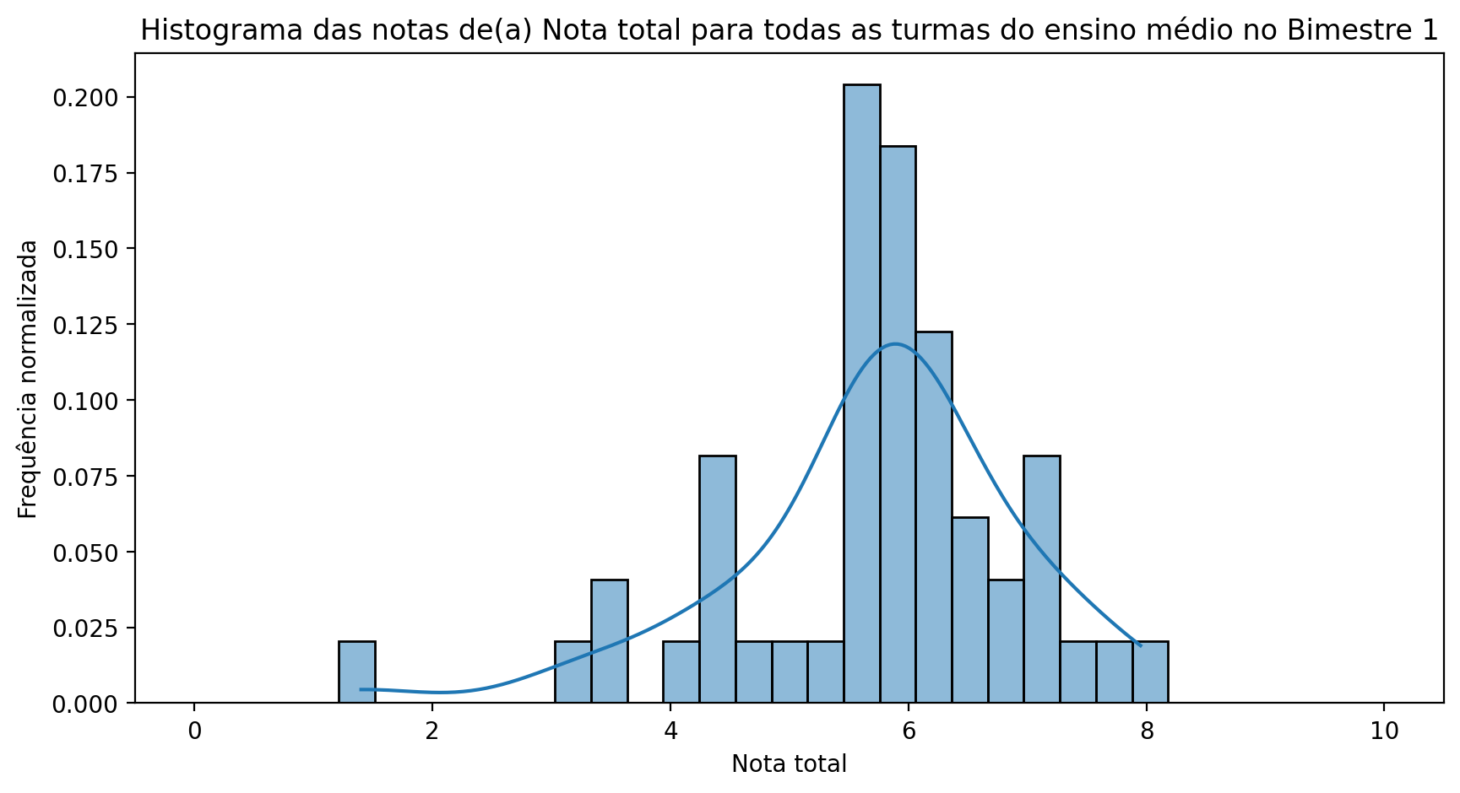 Histograma das notas de(a) Nota total para todas as turmas do ensino médio no Bimestre 1
Frequência normalizada
0.200
0.175
0.150
0.125
0.100
0.075
0.050
0.025
0.000
0 2 4 6 8 10
Nota total